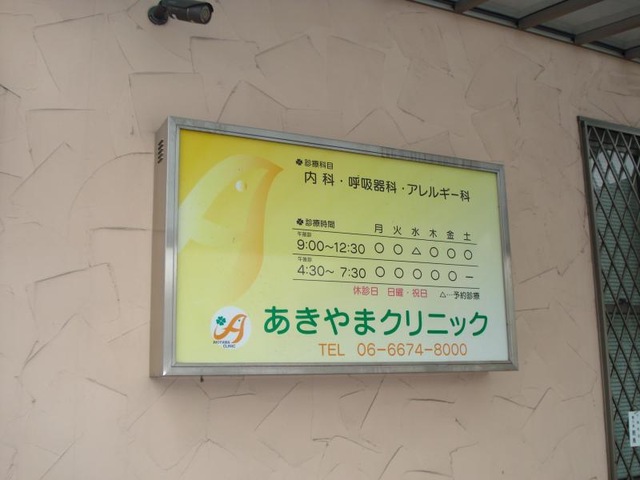 診療科目
内科・呼吸器科・アレルギー科
診療時間 月 火 水 木 金 土
午前診
9:00〜12:30 ○ ○ △ ○ ○ ○
午後診
4:30〜 7:30 ○ ○ ○ ○ ○ −
休診日 日曜・祝日 △…予約診療
あきやまクリニック
AKIYAMA CLINIC
TEL 06-6674-8000